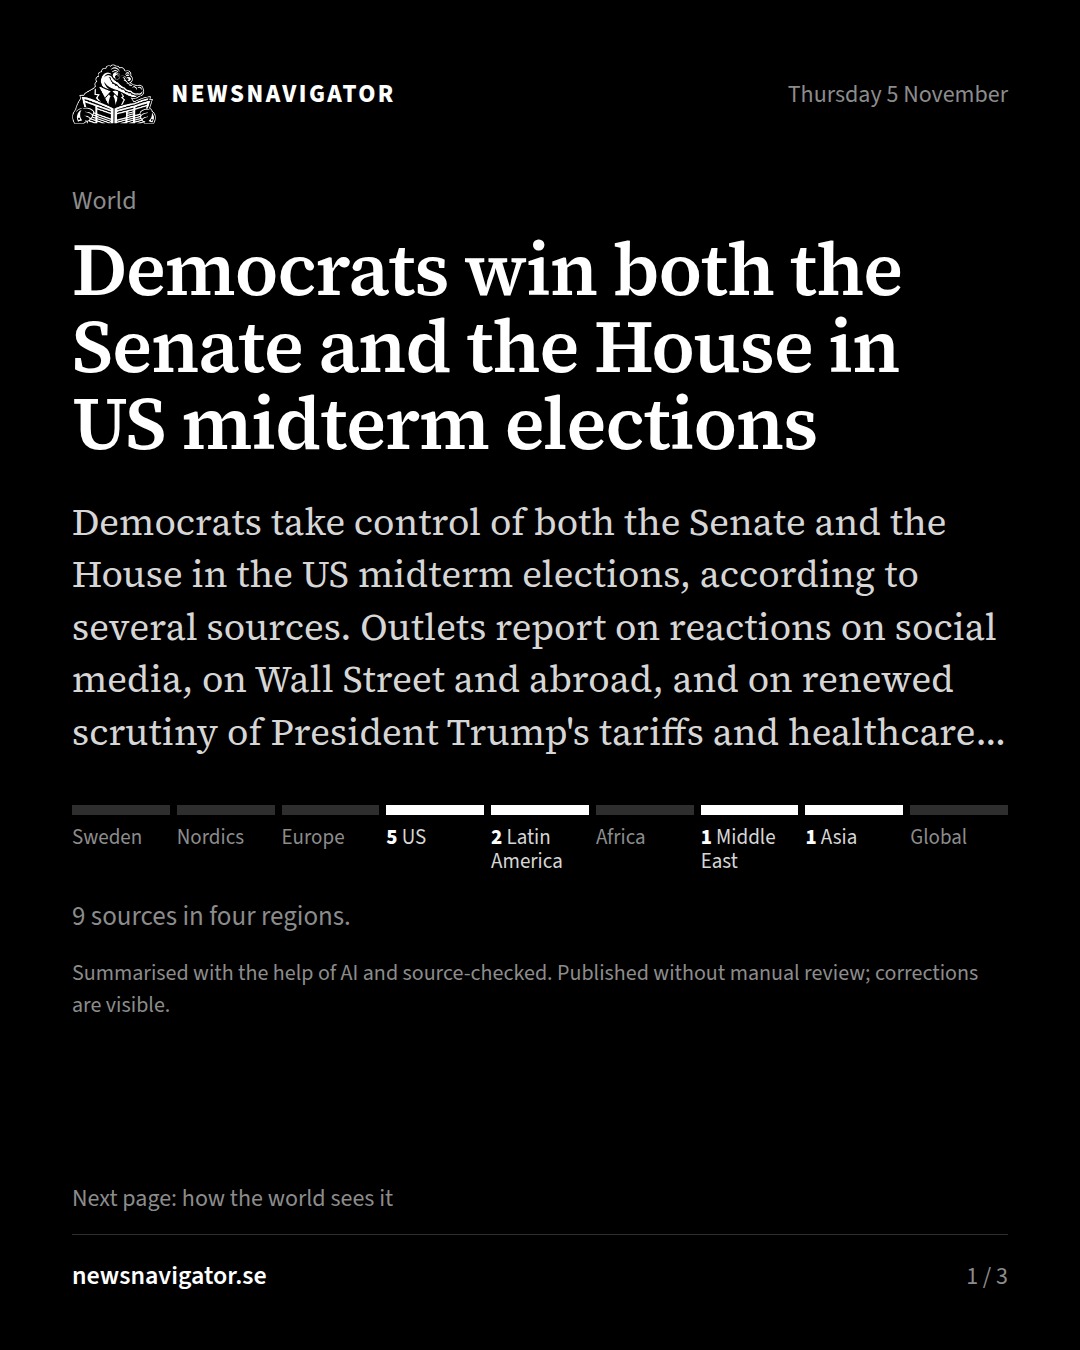 NEWSNAVIGATOR
Thursday 5 November
World
Democrats win both the
Senate and the House in
US midterm elections
Democrats take control of both the Senate and the
House in the US midterm elections, according to
several sources. Outlets report on reactions on social
media, on Wall Street and abroad, and on renewed
scrutiny of President Trump's tariffs and healthcare...
Sweden
Nordics
Europe
5 US
2 Latin
America
Africa
1 Middle
East
1 Asia
Global
9 sources in four regions.
Summarised with the help of AI and source-checked. Published without manual review; corrections
are visible.
Next page: how the world sees it
newsnavigator.se
1 / 3